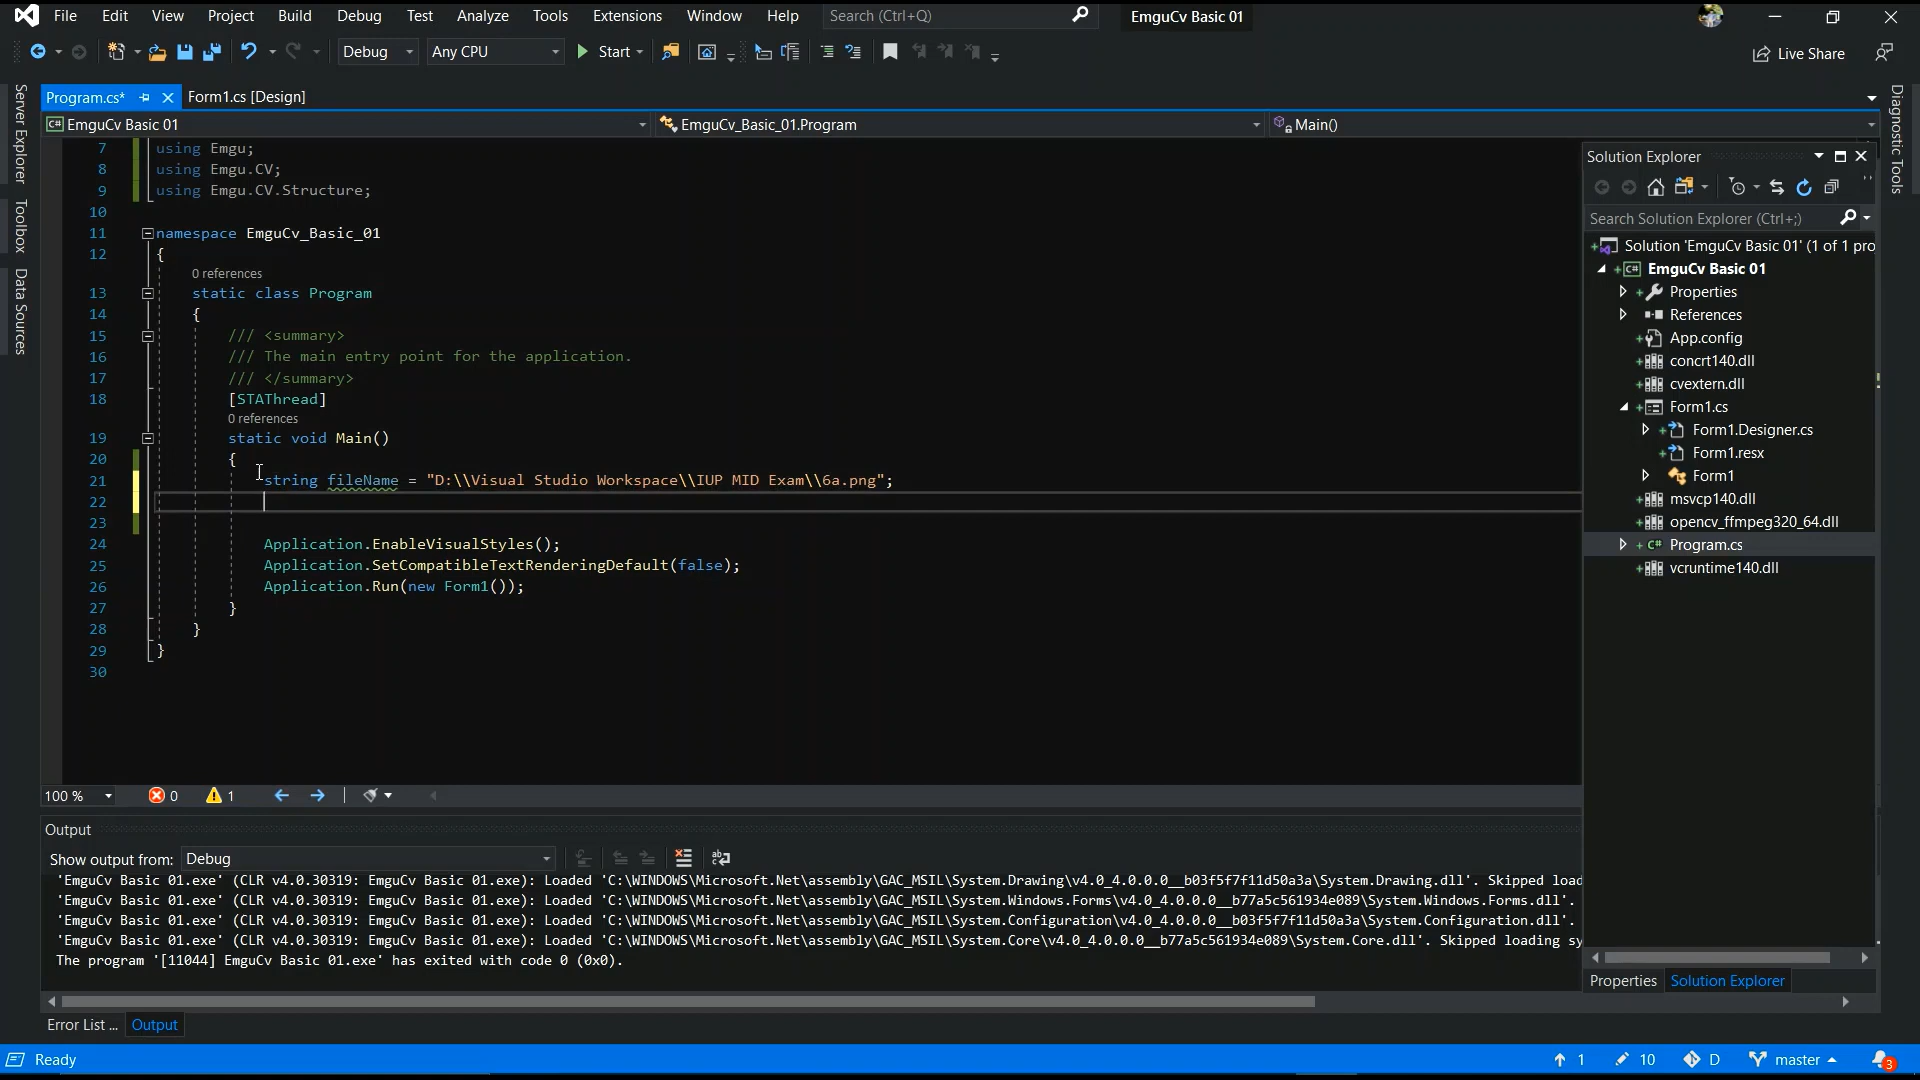 File Edit View Project Build Debug Test Analyze Tools Extensions Window Help Search (Ctrl+Q) EmguCv Basic 01
Debug Any CPU Start Live Share
Program.cs* Form1.cs [Design]
C# EmguCv Basic 01 EmguCv_Basic_01.Program Main()
Server Explorer
Toolbox
Data Sources
7 using Emgu;
8 using Emgu.CV;
9 using Emgu.CV.Structure;
10
11 namespace EmguCv_Basic_01
12 {
0 references
13 static class Program
14 {
15 /// <summary>
16 /// The main entry point for the application.
17 /// </summary>
18 [STAThread]
0 references
19 static void Main()
20 {
21 string fileName = "D:\\Visual Studio Workspace\\IUP MID Exam\\6a.png";
22
23
24 Application.EnableVisualStyles();
25 Application.SetCompatibleTextRenderingDefault(false);
26 Application.Run(new Form1());
27 }
28 }
29 }
30
100 % 0 1
Output
Show output from: Debug
'EmguCv Basic 01.exe' (CLR v4.0.30319: EmguCv Basic 01.exe): Loaded 'C:\WINDOWS\Microsoft.Net\assembly\GAC_MSIL\System.Drawing\v4.0_4.0.0.0__b03f5f7f11d50a3a\System.Drawing.dll'. Skipped load
'EmguCv Basic 01.exe' (CLR v4.0.30319: EmguCv Basic 01.exe): Loaded 'C:\WINDOWS\Microsoft.Net\assembly\GAC_MSIL\System.Windows.Forms\v4.0_4.0.0.0__b77a5c561934e089\System.Windows.Forms.dll'.
'EmguCv Basic 01.exe' (CLR v4.0.30319: EmguCv Basic 01.exe): Loaded 'C:\WINDOWS\Microsoft.Net\assembly\GAC_MSIL\System.Configuration\v4.0_4.0.0.0__b03f5f7f11d50a3a\System.Configuration.dll'.
'EmguCv Basic 01.exe' (CLR v4.0.30319: EmguCv Basic 01.exe): Loaded 'C:\WINDOWS\Microsoft.Net\assembly\GAC_MSIL\System.Core\v4.0_4.0.0.0__b77a5c561934e089\System.Core.dll'. Skipped loading sy
The program '[11044] EmguCv Basic 01.exe' has exited with code 0 (0x0).
Error List ... Output
Solution Explorer
Search Solution Explorer (Ctrl+;)
Solution 'EmguCv Basic 01' (1 of 1 pro
C# EmguCv Basic 01
Properties
References
App.config
concrt140.dll
cvextern.dll
Form1.cs
Form1.Designer.cs
Form1.resx
Form1
msvcp140.dll
opencv_ffmpeg320_64.dll
C# Program.cs
vcruntime140.dll
Properties Solution Explorer
Diagnostic Tools
Ready 1 10 D master 3